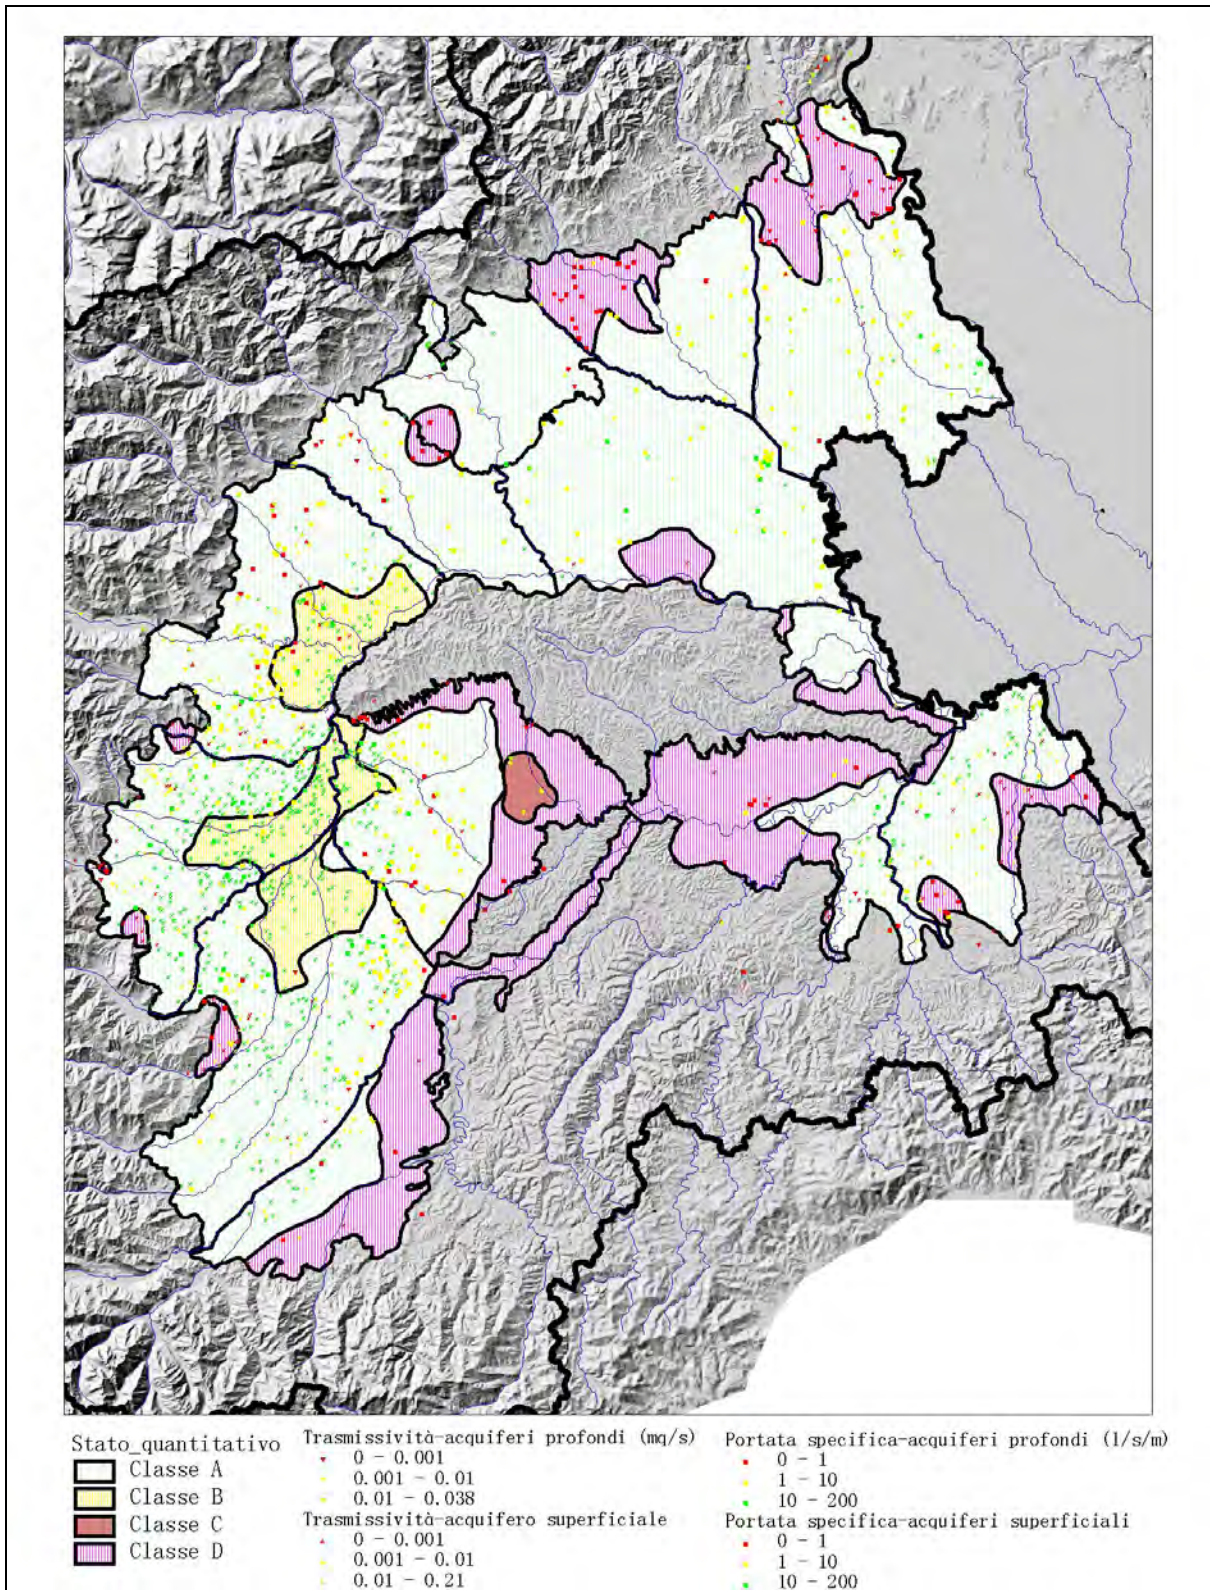 Stato_quantitativo
Classe A
Classe B
Classe C
Classe D
Trasmissività-acquiferi profondi (mq/s)
0 - 0.001
0.001 - 0.01
0.01 - 0.038
Trasmissività-acquifero superficiale
0 - 0.001
0.001 - 0.01
0.01 - 0.21
Portata specifica-acquiferi profondi (l/s/m)
0 - 1
1 - 10
10 - 200
Portata specifica-acquiferi superficiali
0 - 1
1 - 10
10 - 200